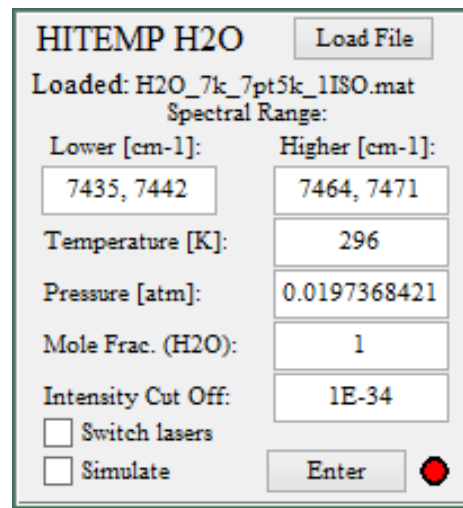 HITEMP H2O Load File
Loaded: H2O_7k_7pt5k_1ISO.mat
Spectral Range:
Lower [cm-1]: Higher [cm-1]:
7435, 7442 7464, 7471
Temperature [K]: 296
Pressure [atm]: 0.0197368421
Mole Frac. (H2O): 1
Intensity Cut Off: 1E-34
Switch lasers
Simulate Enter